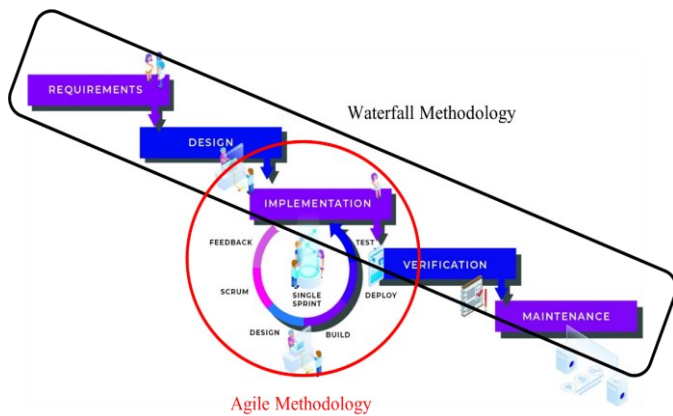 REQUIREMENTS
Waterfall Methodology
DESIGN
IMPLEMENTATION
FEEDBACK
TEST
VERIFICATION
SCRUM
SINGLE
SPRINT
DEPLOY
MAINTENANCE
DESIGN
BUILD
Agile Methodology